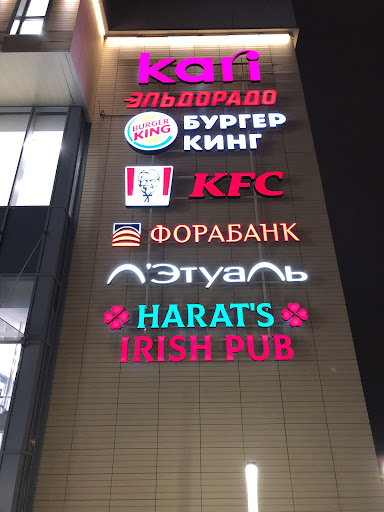 kari
ЭЛЬДОРАДО
BURGER
KING
БУРГЕР
КИНГ
KFC
ФОРАБАНК
Л'ЭтуаЛь
HARAT'S
IRISH PUB